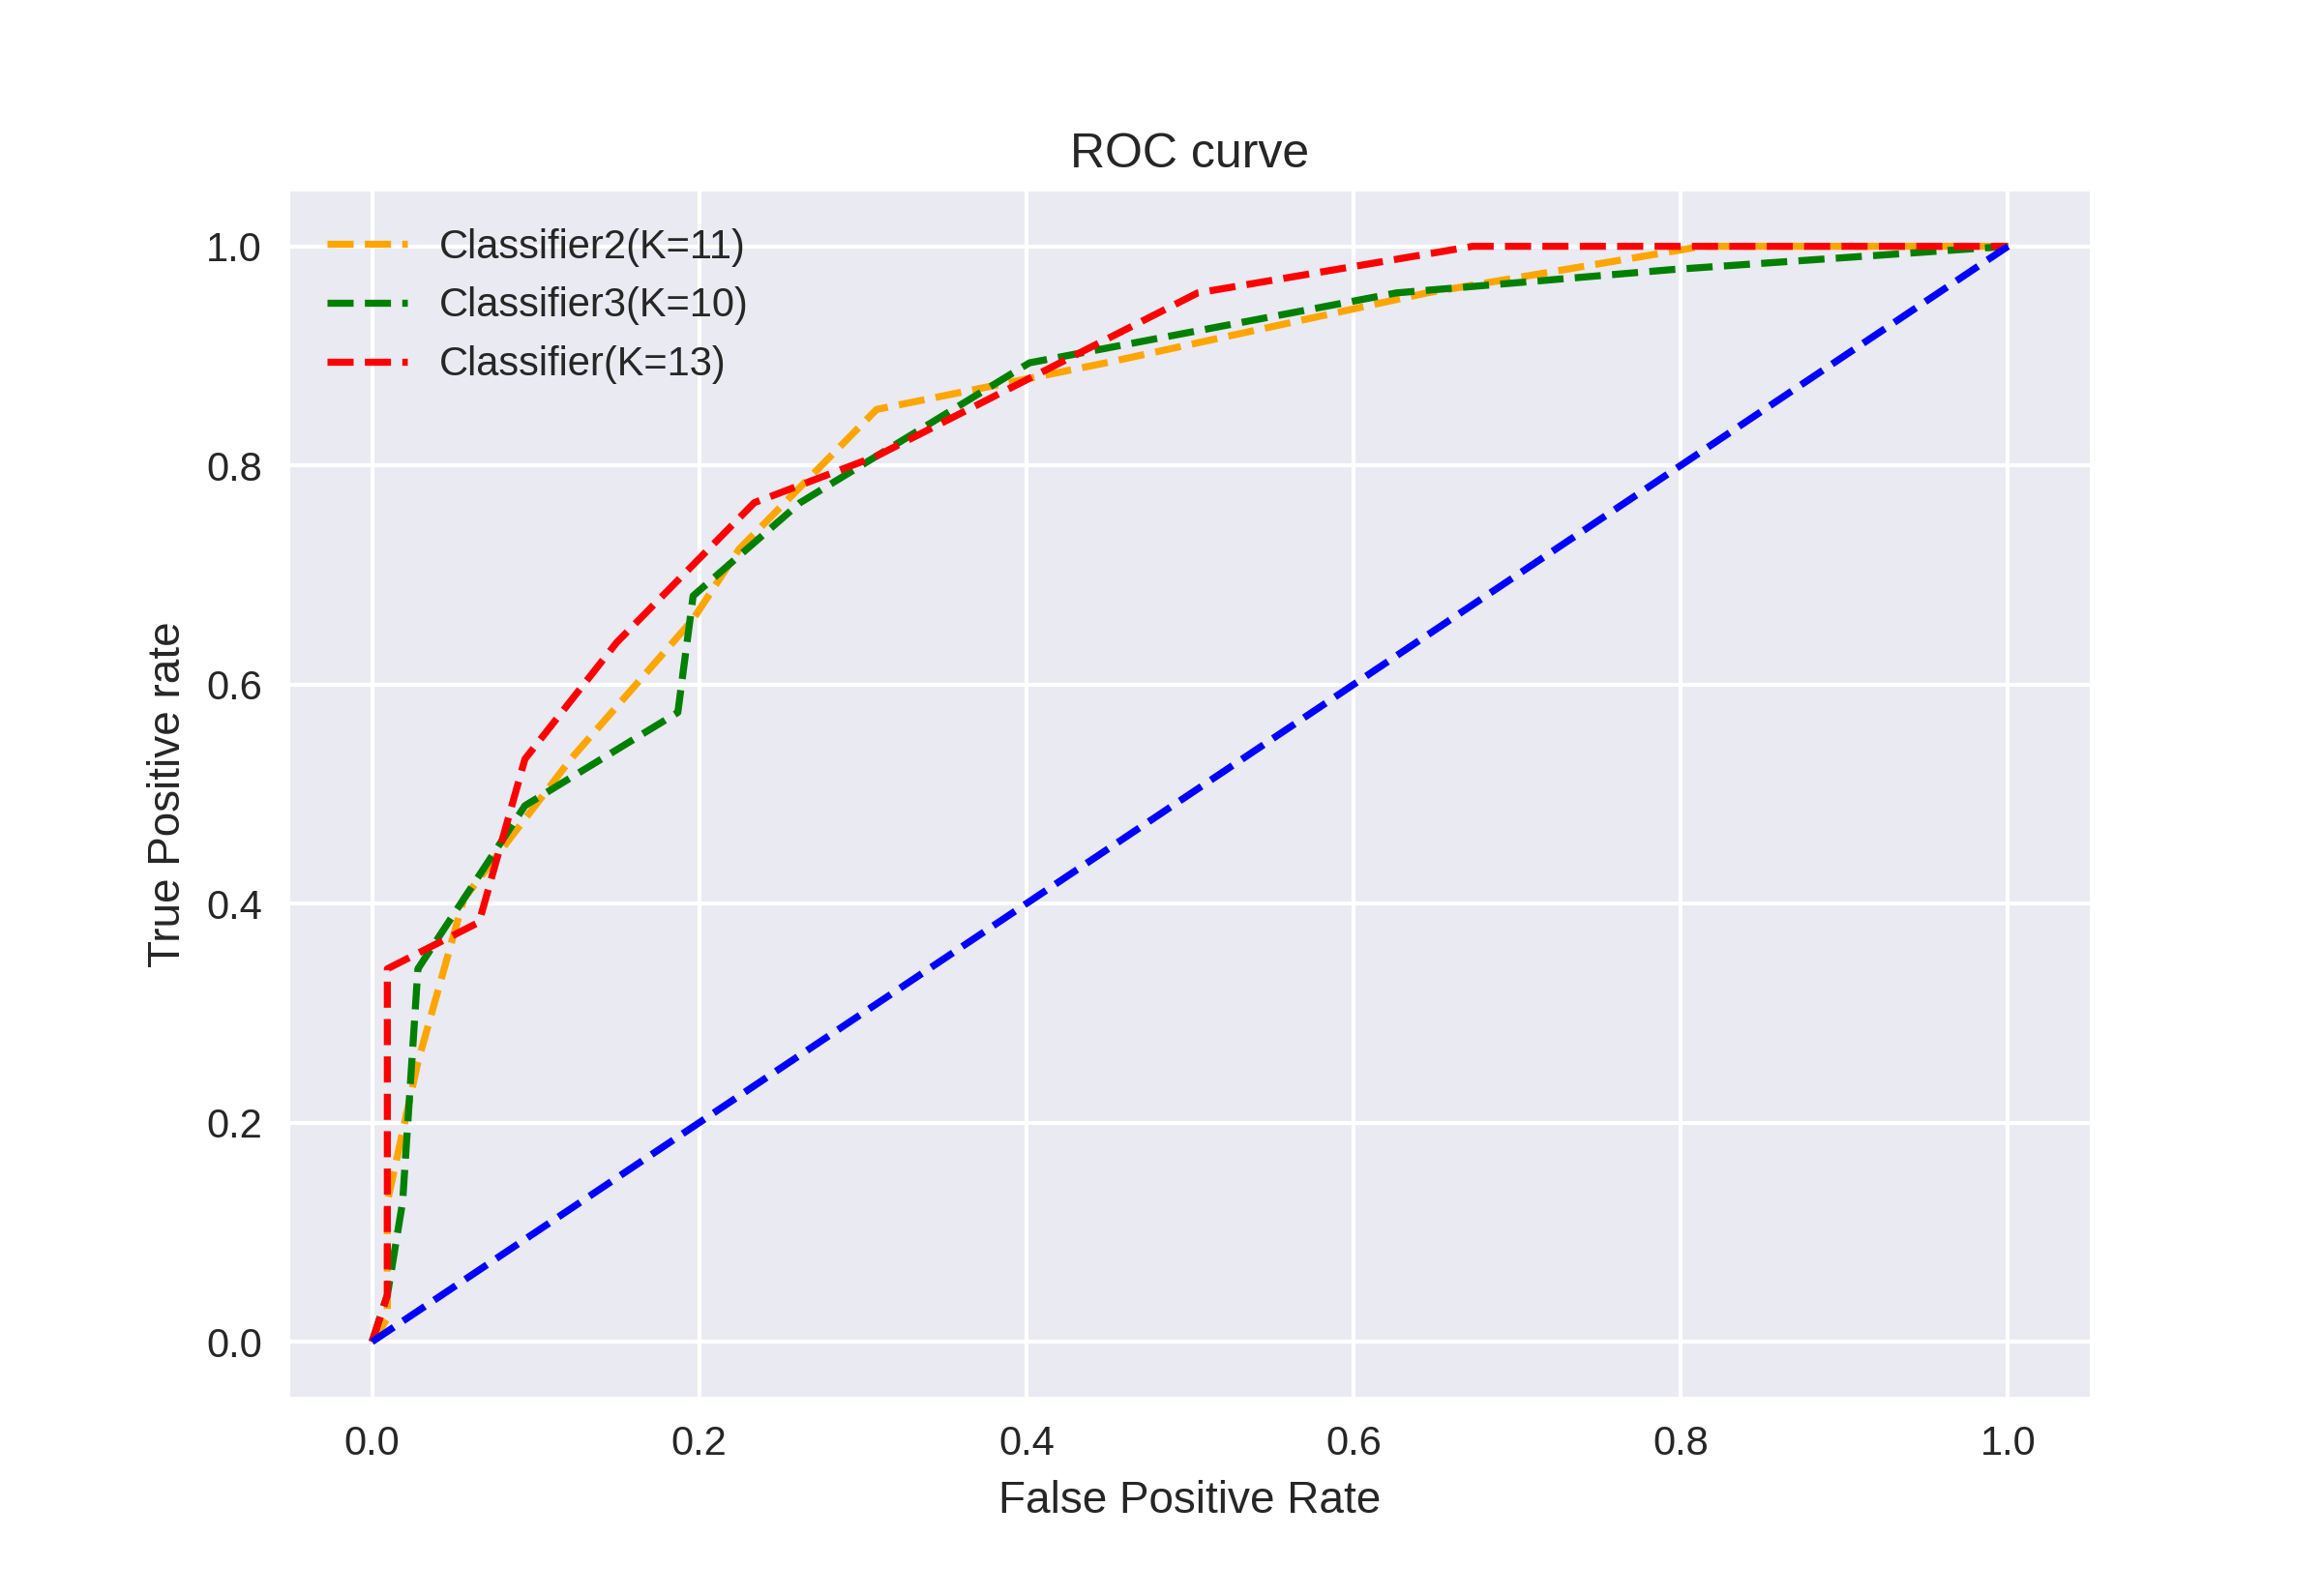 ROC curve
Classifier2(K=11)
Classifier3(K=10)
Classifier(K=13)
True Positive rate
1.0
0.8
0.6
0.4
0.2
0.0
0.0 0.2 0.4 0.6 0.8 1.0
False Positive Rate